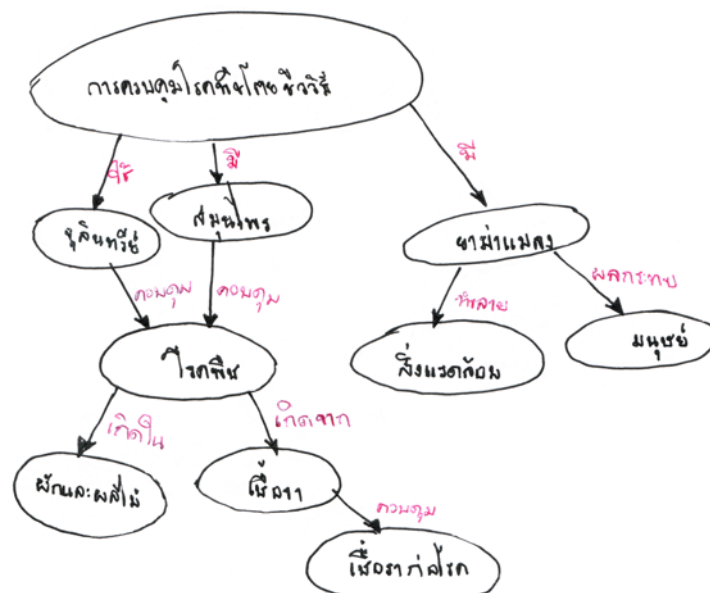 การควบคุมโรคพืชโดยชีววิธี
ใช้
มี
มี
จุลินทรีย์
สมุนไพร
ยาฆ่าแมลง
ควบคุม
ควบคุม
ทำลาย
ผลกระทบ
โรคพืช
สิ่งแวดล้อม
มนุษย์
เกิดใน
เกิดจาก
ผักและผลไม้
เชื้อรา
ควบคุม
เชื้อราก่อโรค